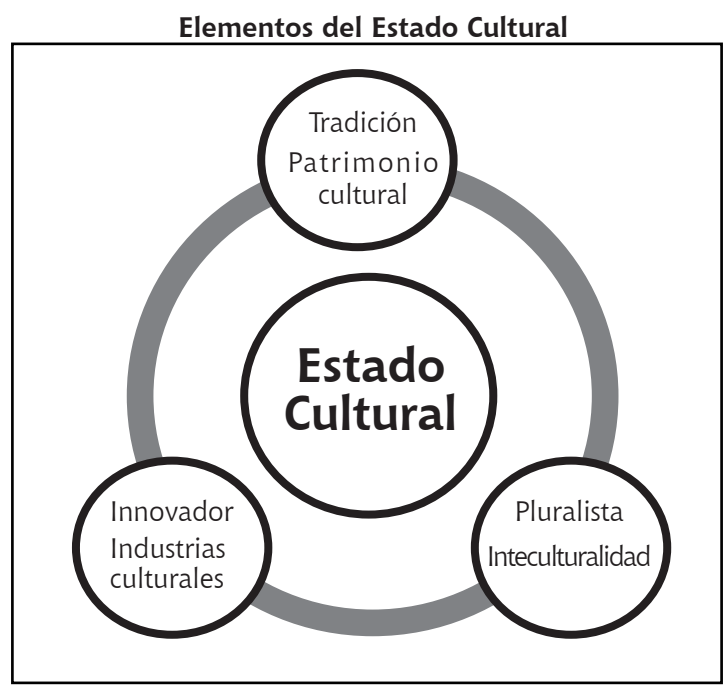 Elementos del Estado Cultural
Tradición
Patrimonio
cultural
Estado
Cultural
Innovador
Industrias
culturales
Pluralista
Inteculturalidad